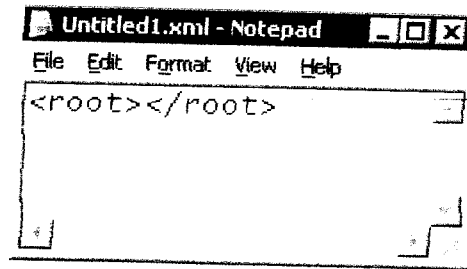 Untitled1.xml - Notepad
File Edit Format View Help
<root></root>